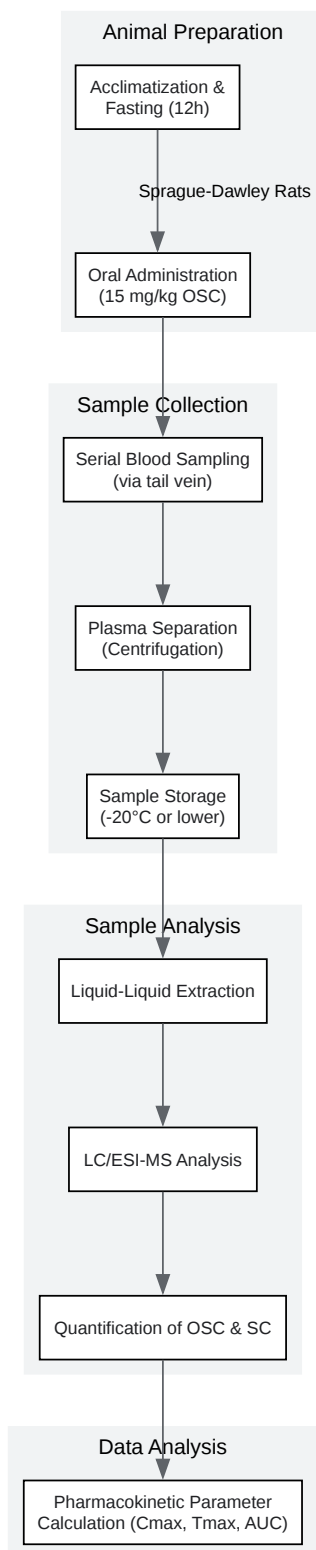 Animal Preparation
Acclimatization &
Fasting (12h)
Sprague-Dawley Rats
Oral Administration
(15 mg/kg OSC)
Sample Collection
Serial Blood Sampling
(via tail vein)
Plasma Separation
(Centrifugation)
Sample Storage
(-20°C or lower)
Sample Analysis
Liquid-Liquid Extraction
LC/ESI-MS Analysis
Quantification of OSC & SC
Data Analysis
Pharmacokinetic Parameter
Calculation (Cmax, Tmax, AUC)